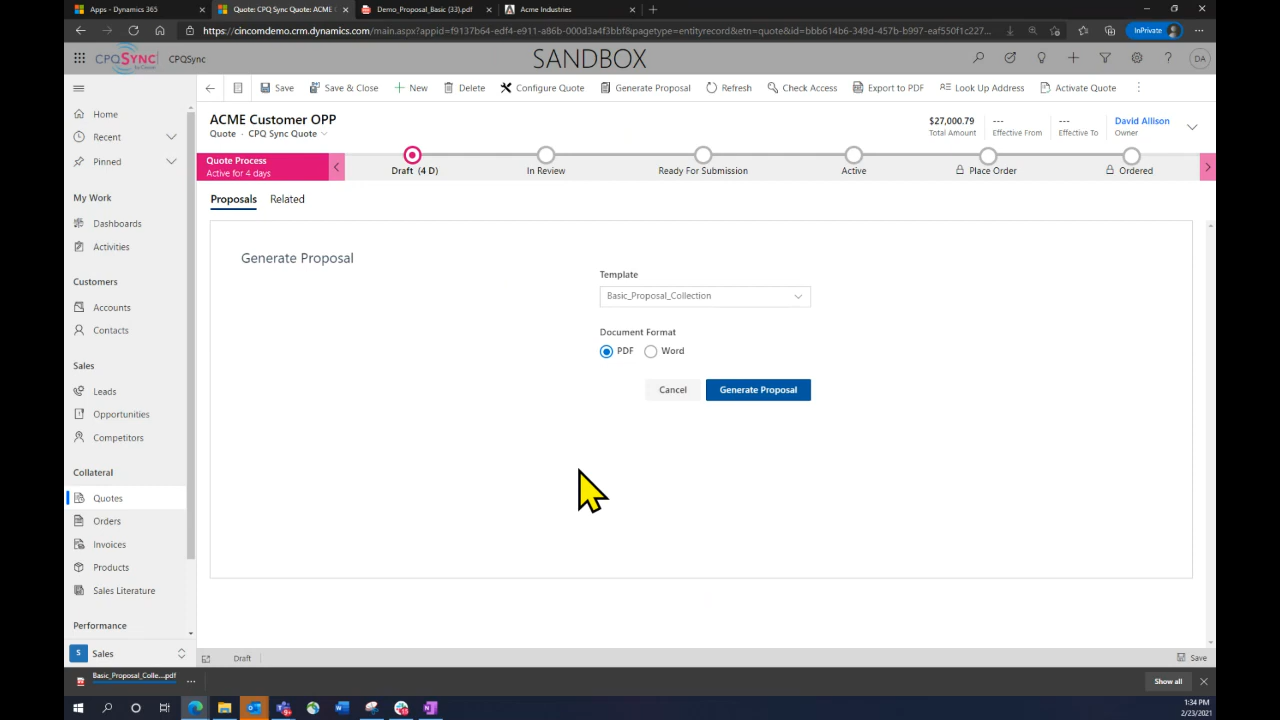 Apps - Dynamics 365
Quote: CPQ Sync Quote: ACME
Demo_Proposal_Basic (33).pdf
Acme Industries
https://cincomdemo.crm.dynamics.com/main.aspx?appid=f9137b64-edf4-e911-a86b-000d3a4f3bbf&pagetype=entityrecord&etn=quote&id=bbb614b6-349d-457b-b997-eaf550f1c227...
InPrivate
CPQSYNC
by Cincom
CPQSync
SANDBOX
DA
Save
Save & Close
New
Delete
Configure Quote
Generate Proposal
Refresh
Check Access
Export to PDF
Look Up Address
Activate Quote
Home
Recent
Pinned
My Work
Dashboards
Activities
Customers
Accounts
Contacts
Sales
Leads
Opportunities
Competitors
Collateral
Quotes
Orders
Invoices
Products
Sales Literature
Performance
S Sales
ACME Customer OPP
Quote · CPQ Sync Quote
$27,000.79
Total Amount
---
Effective From
---
Effective To
David Allison
Owner
Quote Process
Active for 4 days
Draft (4 D)
In Review
Ready For Submission
Active
Place Order
Ordered
Proposals
Related
Generate Proposal
Template
Basic_Proposal_Collection
Document Format
PDF
Word
Cancel
Generate Proposal
Draft
Save
Basic_Proposal_Colle....pdf
Show all
1:34 PM
2/23/2021